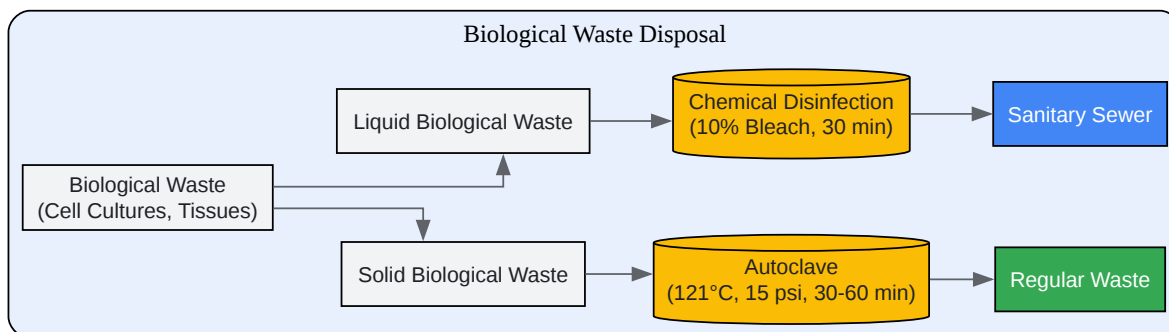 Biological Waste Disposal
Liquid Biological Waste
Chemical Disinfection
(10% Bleach, 30 min)
Sanitary Sewer
Biological Waste
(Cell Cultures, Tissues)
Solid Biological Waste
Autoclave
(121°C, 15 psi, 30-60 min)
Regular Waste